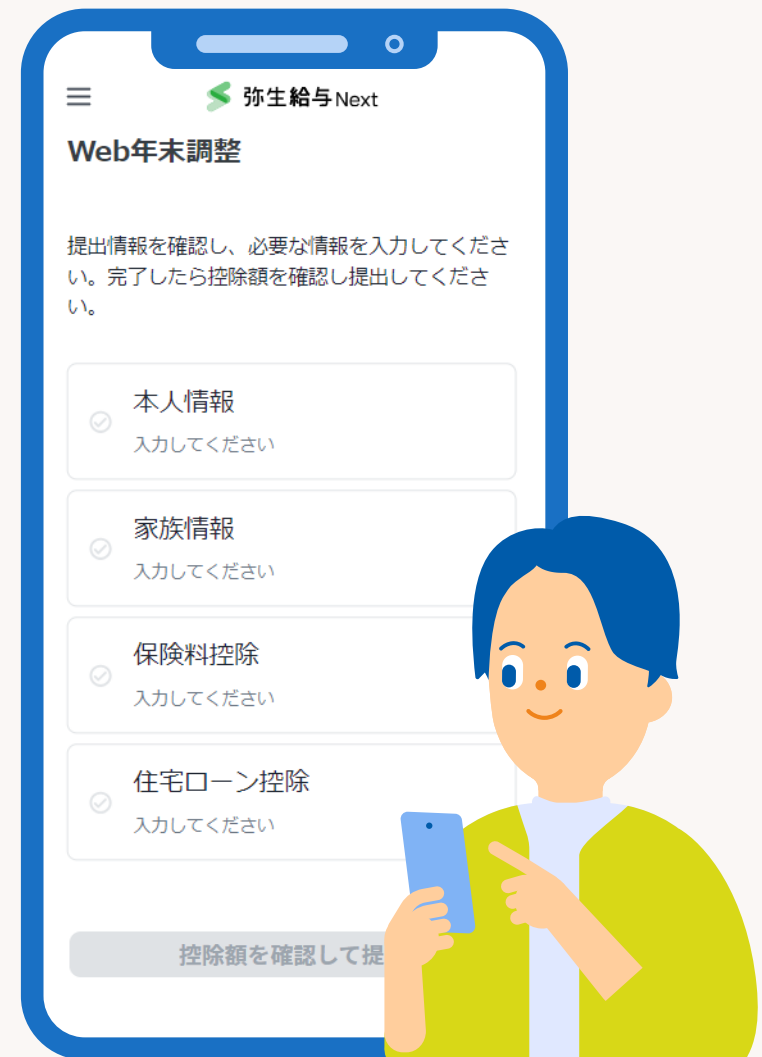 弥生給与Next
Web年末調整
提出情報を確認し、必要な情報を入力してくださ
い。完了したら控除額を確認し提出してくださ
い。
本人情報
入力してください
家族情報
入力してください
保険料控除
入力してください
住宅ローン控除
入力してください
控除額を確認して提